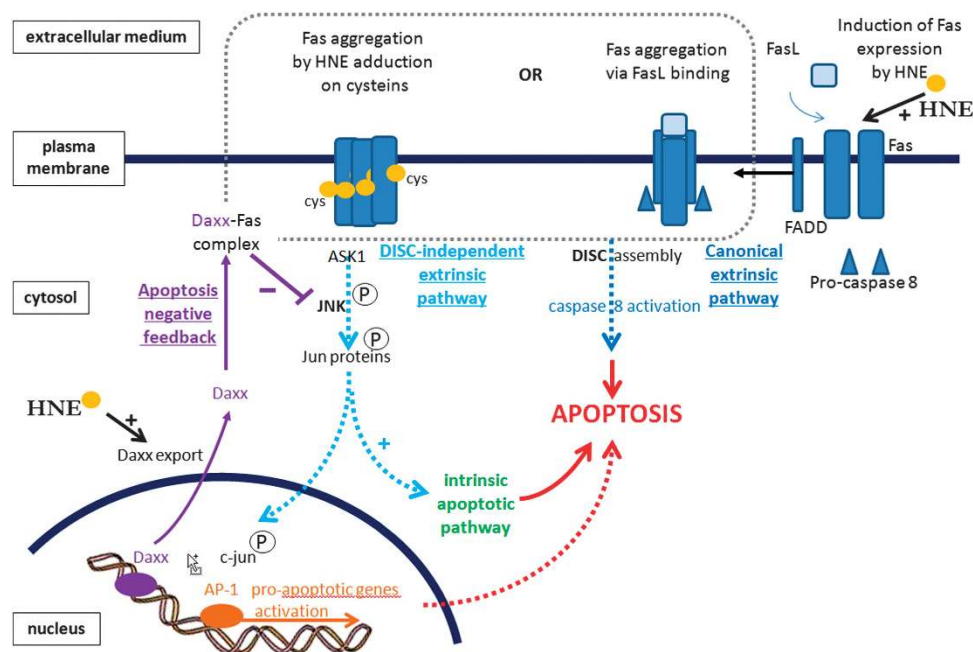 extracellular medium
Fas aggregation
by HNE adduction
on cysteins
OR
Fas aggregation
via FasL binding
FasL
Induction of Fas
expression
by HNE
+
HNE
plasma
membrane
cys
cys
Fas
FADD
Pro-caspase 8
Daxx-Fas
complex
ASK1
DISC-independent
extrinsic
pathway
DISC assembly
Canonical
extrinsic
pathway
cytosol
Apoptosis
negative
feedback
–
JNK
P
caspase 8 activation
P
Jun proteins
Daxx
HNE
+
Daxx export
APOPTOSIS
+
intrinsic
apoptotic
pathway
Daxx
c-jun
P
AP-1
pro-apoptotic genes
activation
nucleus